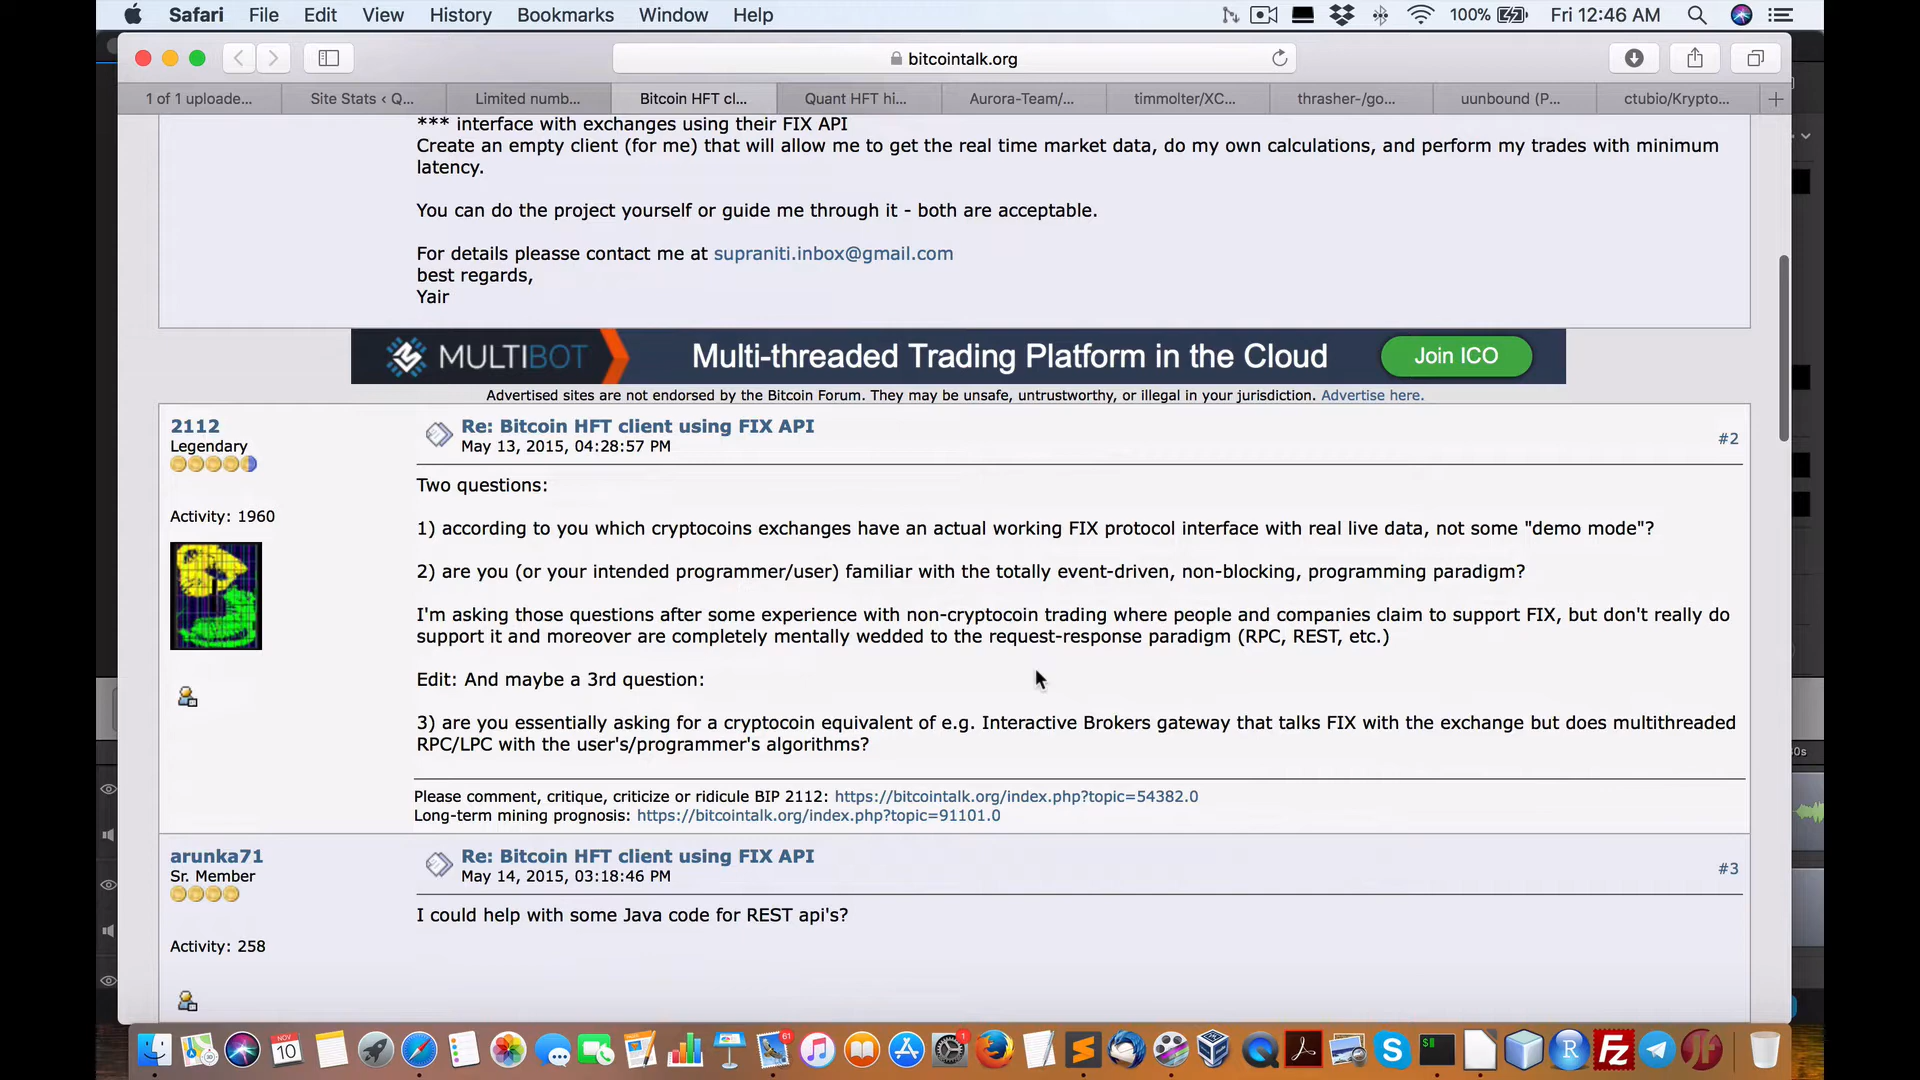 Safari File Edit View History Bookmarks Window Help 100% Fri 12:46 AM
bitcointalk.org
1 of 1 uploade... Site Stats ‹ Q... Limited numb... Bitcoin HFT cl... Quant HFT hi... Aurora-Team/... timmolter/XC... thrasher-/go... uunbound (P... ctubio/Krypto...
*** interface with exchanges using their FIX API
Create an empty client (for me) that will allow me to get the real time market data, do my own calculations, and perform my trades with minimum
latency.
You can do the project yourself or guide me through it - both are acceptable.
For details pleasse contact me at supraniti.inbox@gmail.com
best regards,
Yair
MULTIBOT Multi-threaded Trading Platform in the Cloud Join ICO
Advertised sites are not endorsed by the Bitcoin Forum. They may be unsafe, untrustworthy, or illegal in your jurisdiction. Advertise here.
2112
Legendary
Activity: 1960
Re: Bitcoin HFT client using FIX API
May 13, 2015, 04:28:57 PM
#2
Two questions:
1) according to you which cryptocoins exchanges have an actual working FIX protocol interface with real live data, not some "demo mode"?
2) are you (or your intended programmer/user) familiar with the totally event-driven, non-blocking, programming paradigm?
I'm asking those questions after some experience with non-cryptocoin trading where people and companies claim to support FIX, but don't really do
support it and moreover are completely mentally wedded to the request-response paradigm (RPC, REST, etc.)
Edit: And maybe a 3rd question:
3) are you essentially asking for a cryptocoin equivalent of e.g. Interactive Brokers gateway that talks FIX with the exchange but does multithreaded
RPC/LPC with the user's/programmer's algorithms?
Please comment, critique, criticize or ridicule BIP 2112: https://bitcointalk.org/index.php?topic=54382.0
Long-term mining prognosis: https://bitcointalk.org/index.php?topic=91101.0
arunka71
Sr. Member
Activity: 258
Re: Bitcoin HFT client using FIX API
May 14, 2015, 03:18:46 PM
#3
I could help with some Java code for REST api's?
NOV
10
61
1